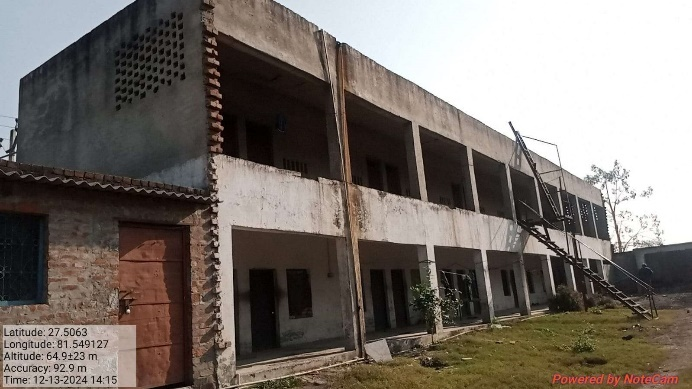 Latitude: 27.5063
Longitude: 81.549127
Altitude: 64.9±23 m
Accuracy: 92.9 m
Time: 12-13-2024 14:15
Powered by NoteCam